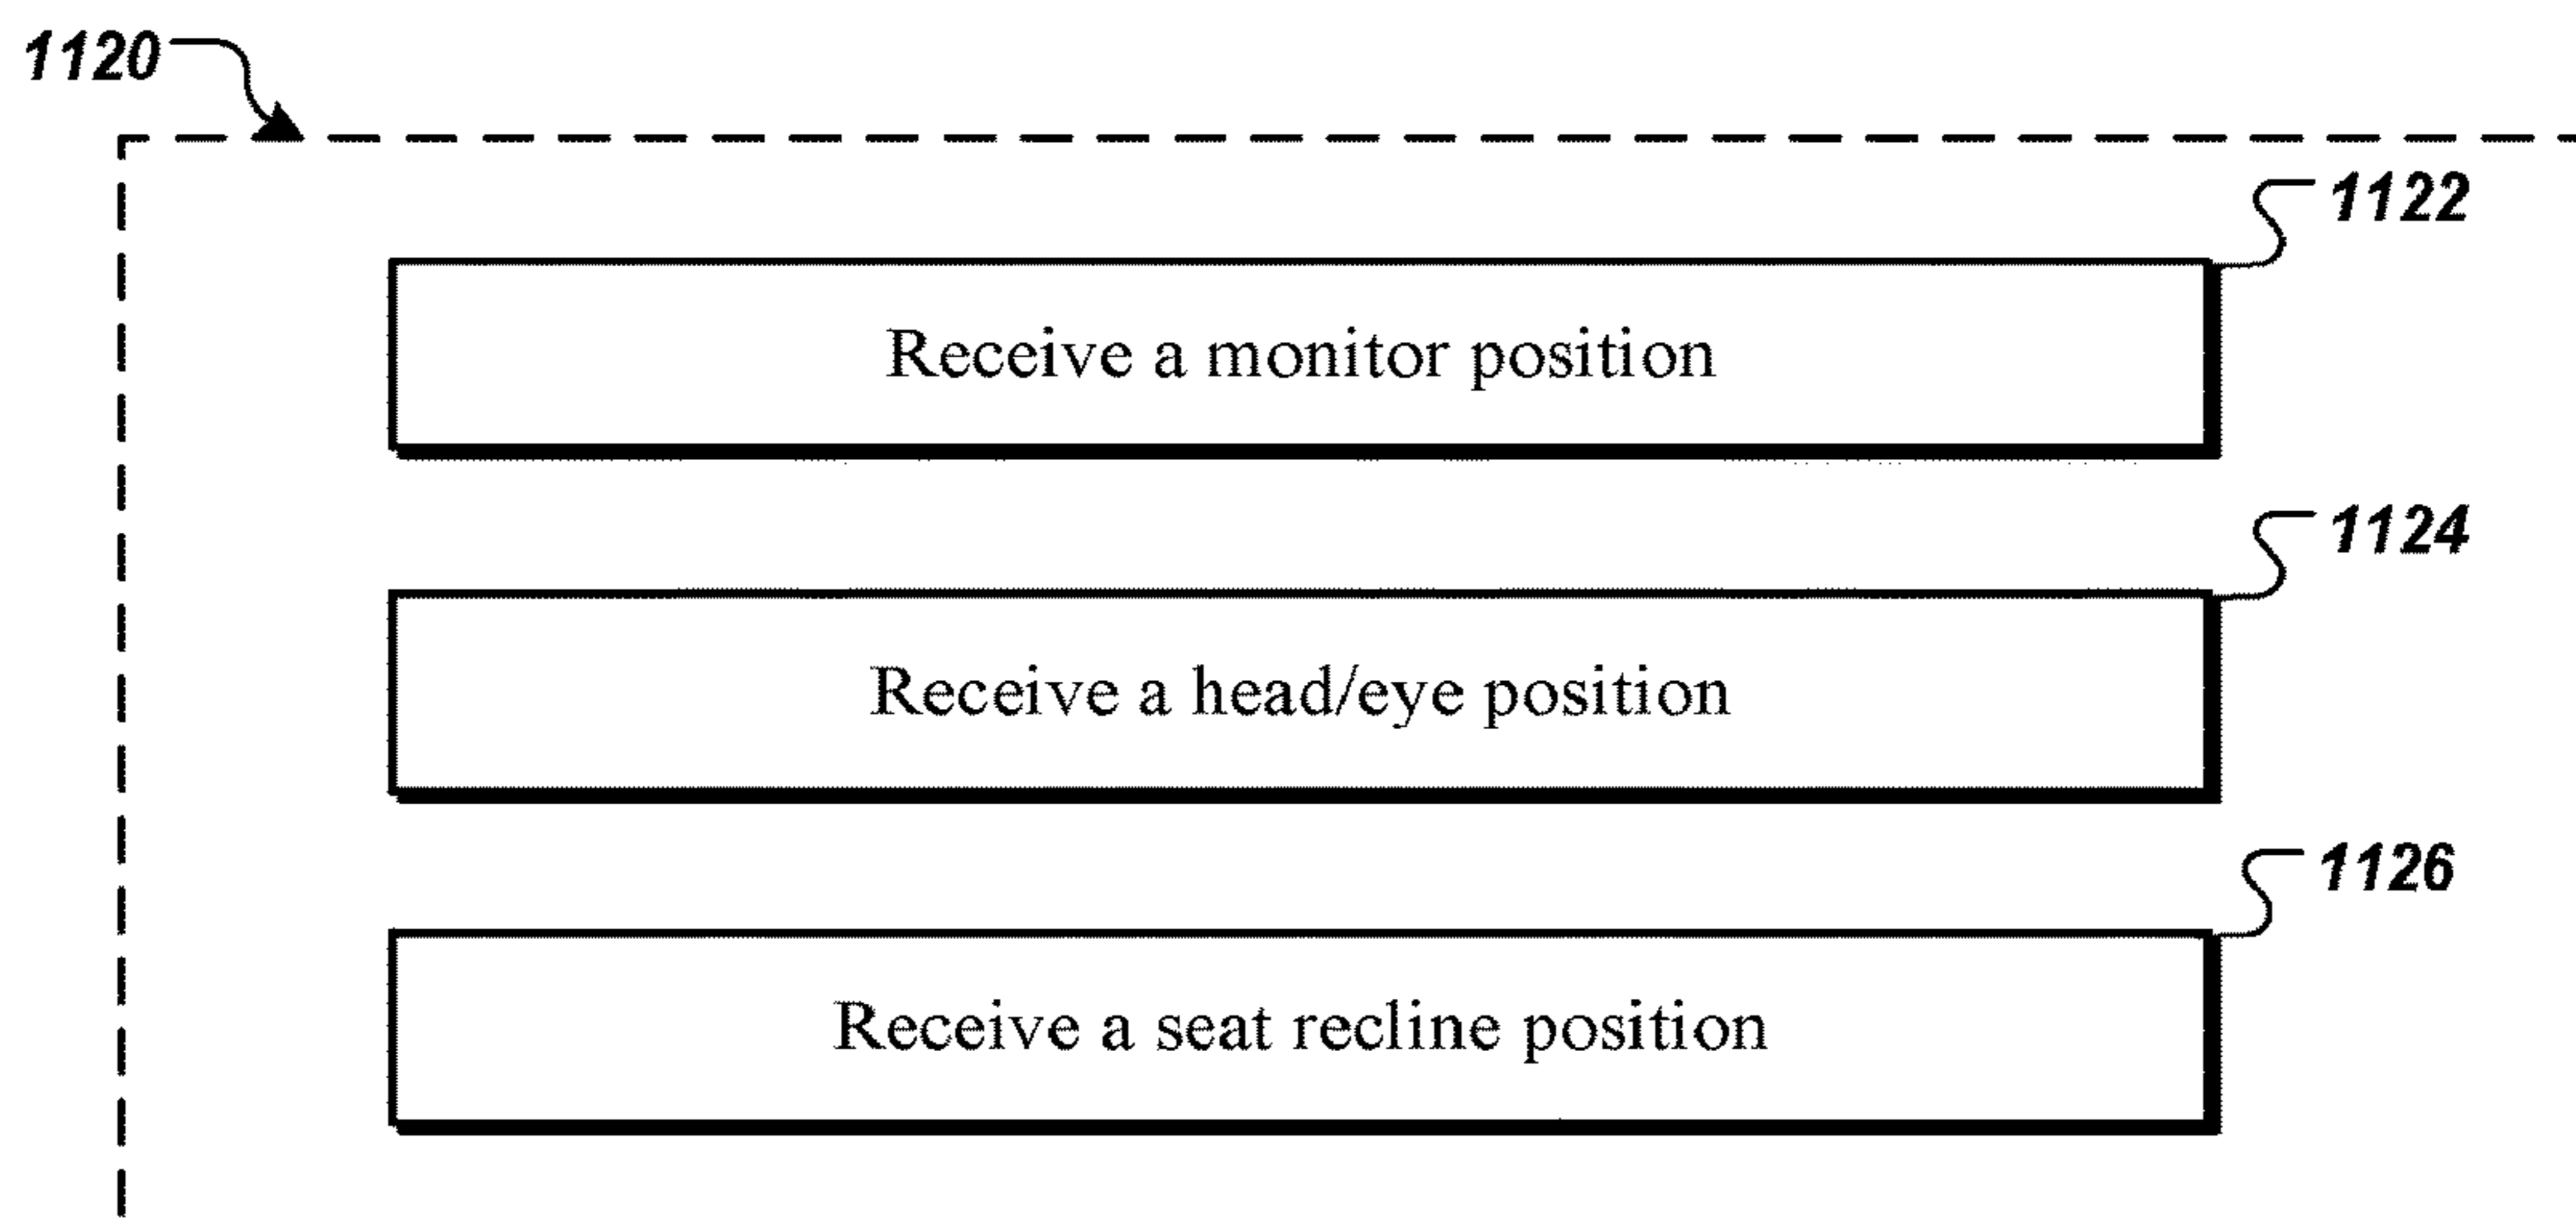 1120
1122
Receive a monitor position
1124
Receive a head/eye position
1126
Receive a seat recline position